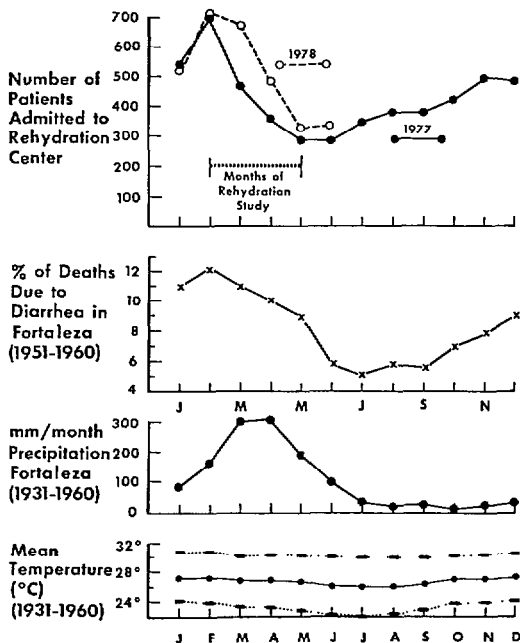 Number of
Patients
Admitted to
Rehydration
Center
700
600
500
400
300
200
100
1978
1977
Months of
Rehydration
Study
% of Deaths
Due to
Diarrhea in
Fortaleza
(1951-1960)
12
10
8
6
4
J M M J S N
mm/month
Precipitation
Fortaleza
(1931-1960)
300
200
100
0
Mean
Temperature
(°C)
(1931-1960)
32°
28°
24°
J F M A M J J A S O N D